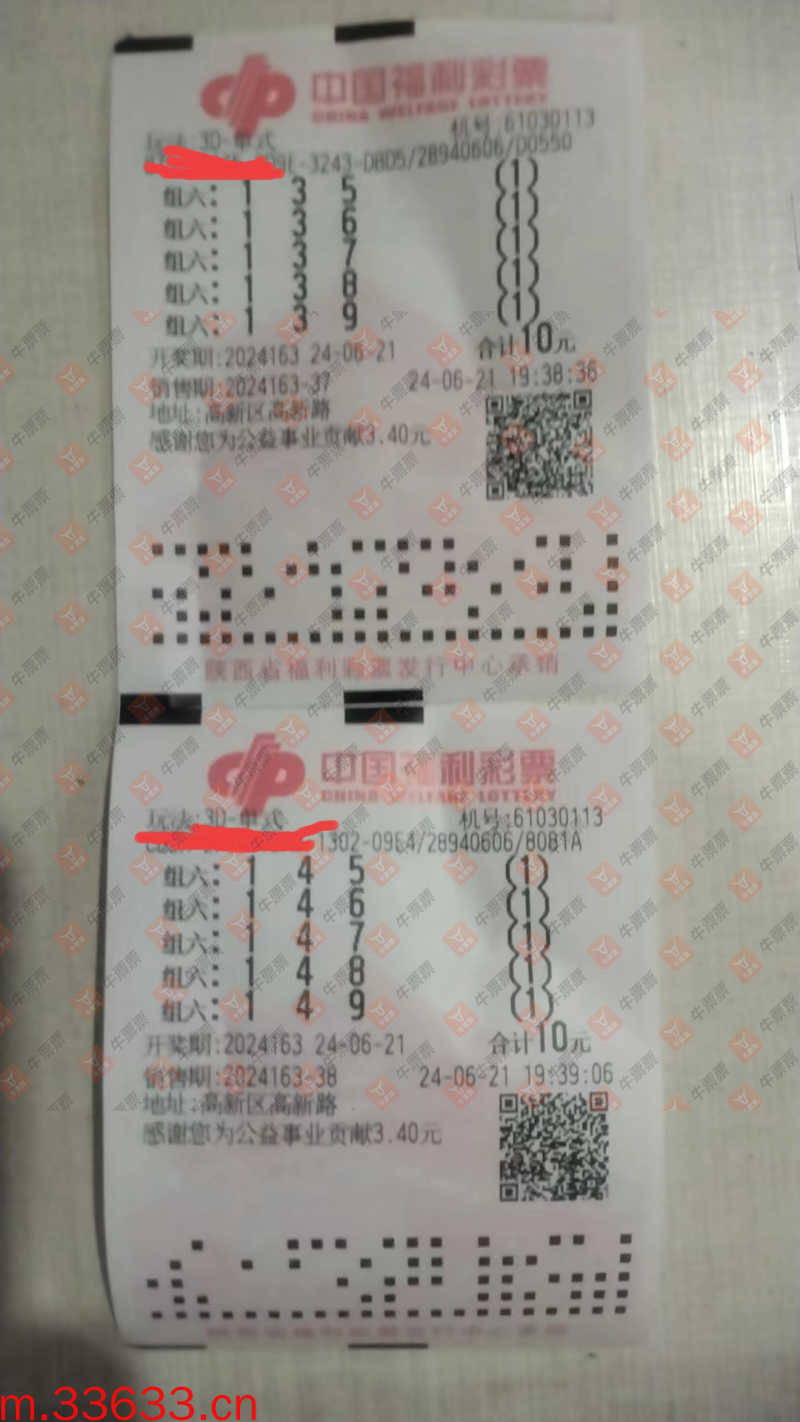 中国福利彩票
CHINA WELFARE LOTTERY
玩法:3D-单式 机号:61030113
-3243-D8D5/28940606/D0550
组六: 1 3 5 (1)
组六: 1 3 6 (1)
组六: 1 3 7 (1)
组六: 1 3 8 (1)
组六: 1 3 9 (1)
开奖期:2024163 24-06-21 合计10元
销售期:2024163-37 24-06-21 19:38:36
地址:高新区高新路
感谢您为公益事业贡献3.40元
陕西省福利彩票发行中心承销
中国福利彩票
CHINA WELFARE LOTTERY
玩法:3D-单式 机号:61030113
1302-09E4/28940606/8081A
组六: 1 4 5 (1)
组六: 1 4 6 (1)
组六: 1 4 7 (1)
组六: 1 4 8 (1)
组六: 1 4 9 (1)
开奖期:2024163 24-06-21 合计10元
销售期:2024163-38 24-06-21 19:39:06
地址:高新区高新路
感谢您为公益事业贡献3.40元
牛票票
m.33633.cn